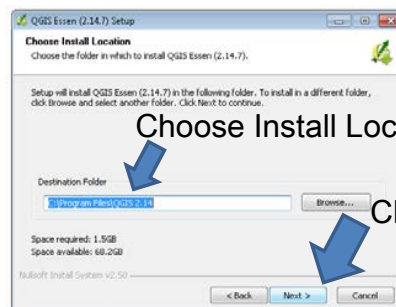 QGIS Essen (2.14.7) Setup
Choose Install Location
Choose the folder in which to install QGIS Essen (2.14.7).
Setup will install QGIS Essen (2.14.7) in the following folder. To install in a different folder,
click Browse and select another folder. Click Next to continue.
Choose Install Loc
Destination Folder
C:\Program Files\QGIS 2.14
Browse...
Space required: 1.5GB
Space available: 68.2GB
Nullsoft Install System v2.50
< Back
Next >
Cancel